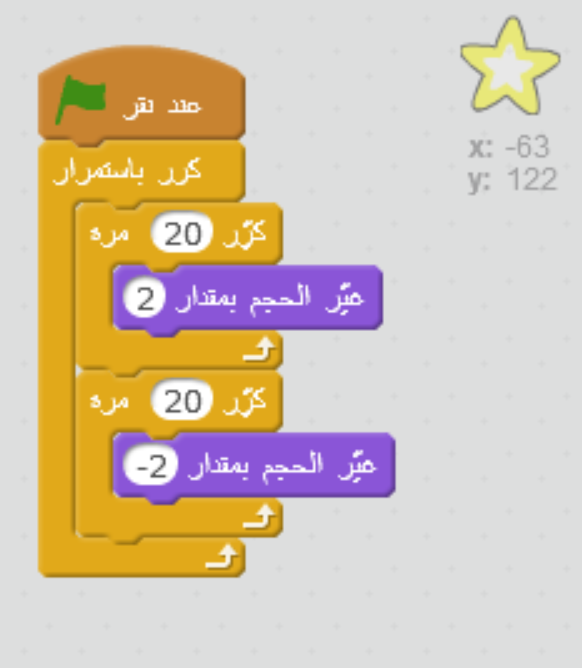 عند نقر
x: -63
y: 122
كرر باستمرار
كرّر 20 مره
غيِّر الحجم بمقدار 2
كرّر 20 مره
غيِّر الحجم بمقدار -2